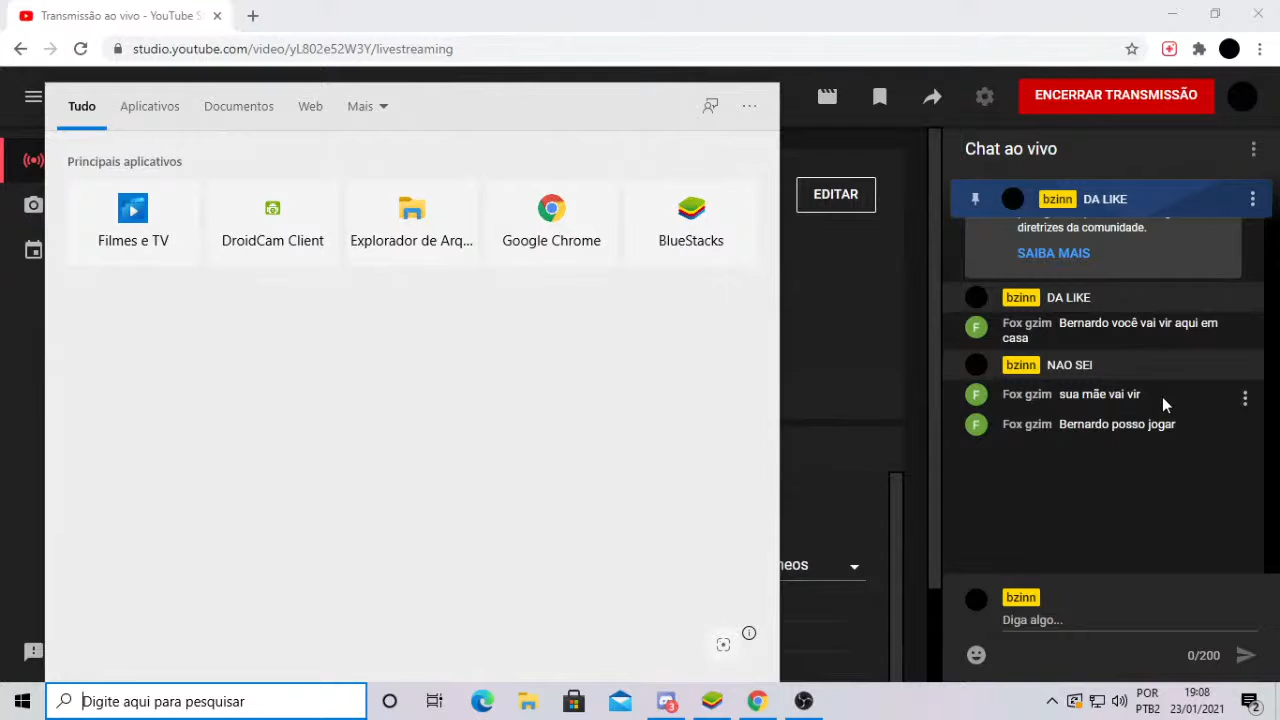 Transmissão ao vivo - YouTube S
studio.youtube.com/video/yL802e52W3Y/livestreaming
Tudo Aplicativos Documentos Web Mais
ENCERRAR TRANSMISSÃO
Principais aplicativos
Filmes e TV DroidCam Client Explorador de Arq... Google Chrome BlueStacks
EDITAR
Chat ao vivo
bzinn DA LIKE
diretrizes da comunidade.
SAIBA MAIS
bzinn DA LIKE
Fox gzim Bernardo você vai vir aqui em
casa
bzinn NAO SEI
Fox gzim sua mãe vai vir
Fox gzim Bernardo posso jogar
neos
bzinn
Diga algo...
0/200
Digite aqui para pesquisar
3
POR
PTB2
19:08
23/01/2021
2